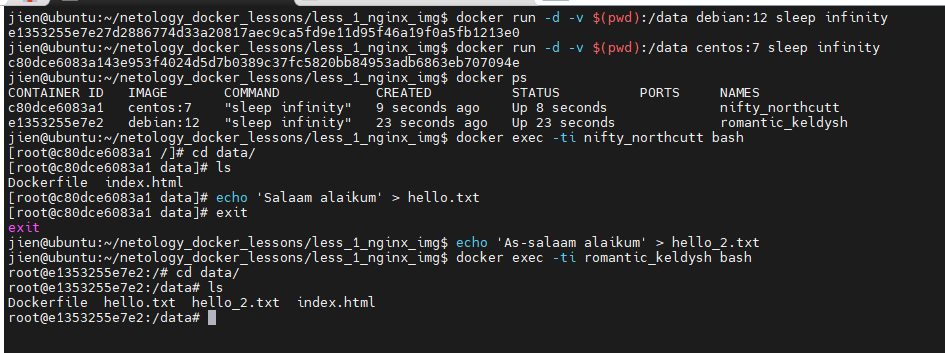 jien@ubuntu:~/netology_docker_lessons/less_1_nginx_img$ docker run -d -v $(pwd):/data debian:12 sleep infinity
e1353255e7e27d2886774d33a20817aec9ca5fd9e11d95f46a19f0a5fb1213e0
jien@ubuntu:~/netology_docker_lessons/less_1_nginx_img$ docker run -d -v $(pwd):/data centos:7 sleep infinity
c80dce6083a143e953f4024d5d7b0389c37fc5820bb84953adb6863eb707094e
jien@ubuntu:~/netology_docker_lessons/less_1_nginx_img$ docker ps
CONTAINER ID   IMAGE       COMMAND            CREATED          STATUS          PORTS     NAMES
c80dce6083a1   centos:7    "sleep infinity"   9 seconds ago    Up 8 seconds              nifty_northcutt
e1353255e7e2   debian:12   "sleep infinity"   23 seconds ago   Up 23 seconds             romantic_keldysh
jien@ubuntu:~/netology_docker_lessons/less_1_nginx_img$ docker exec -ti nifty_northcutt bash
[root@c80dce6083a1 /]# cd data/
[root@c80dce6083a1 data]# ls
Dockerfile  index.html
[root@c80dce6083a1 data]# echo 'Salaam alaikum' > hello.txt
[root@c80dce6083a1 data]# exit
exit
jien@ubuntu:~/netology_docker_lessons/less_1_nginx_img$ echo 'As-salaam alaikum' > hello_2.txt
jien@ubuntu:~/netology_docker_lessons/less_1_nginx_img$ docker exec -ti romantic_keldysh bash
root@e1353255e7e2:/# cd data/
root@e1353255e7e2:/data# ls
Dockerfile  hello.txt  hello_2.txt  index.html
root@e1353255e7e2:/data#